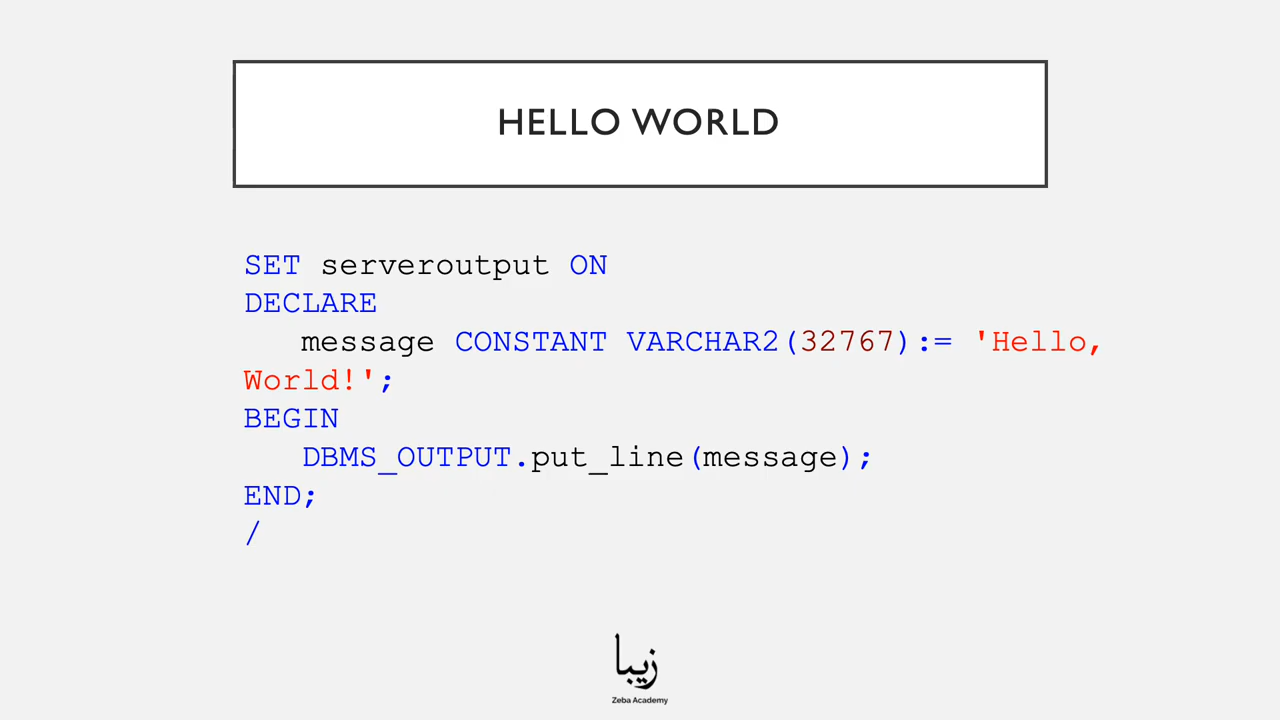 HELLO WORLD
SET serveroutput ON
DECLARE
   message CONSTANT VARCHAR2(32767):= 'Hello,
World!';
BEGIN
   DBMS_OUTPUT.put_line(message);
END;
/
زيبا
Zeba Academy